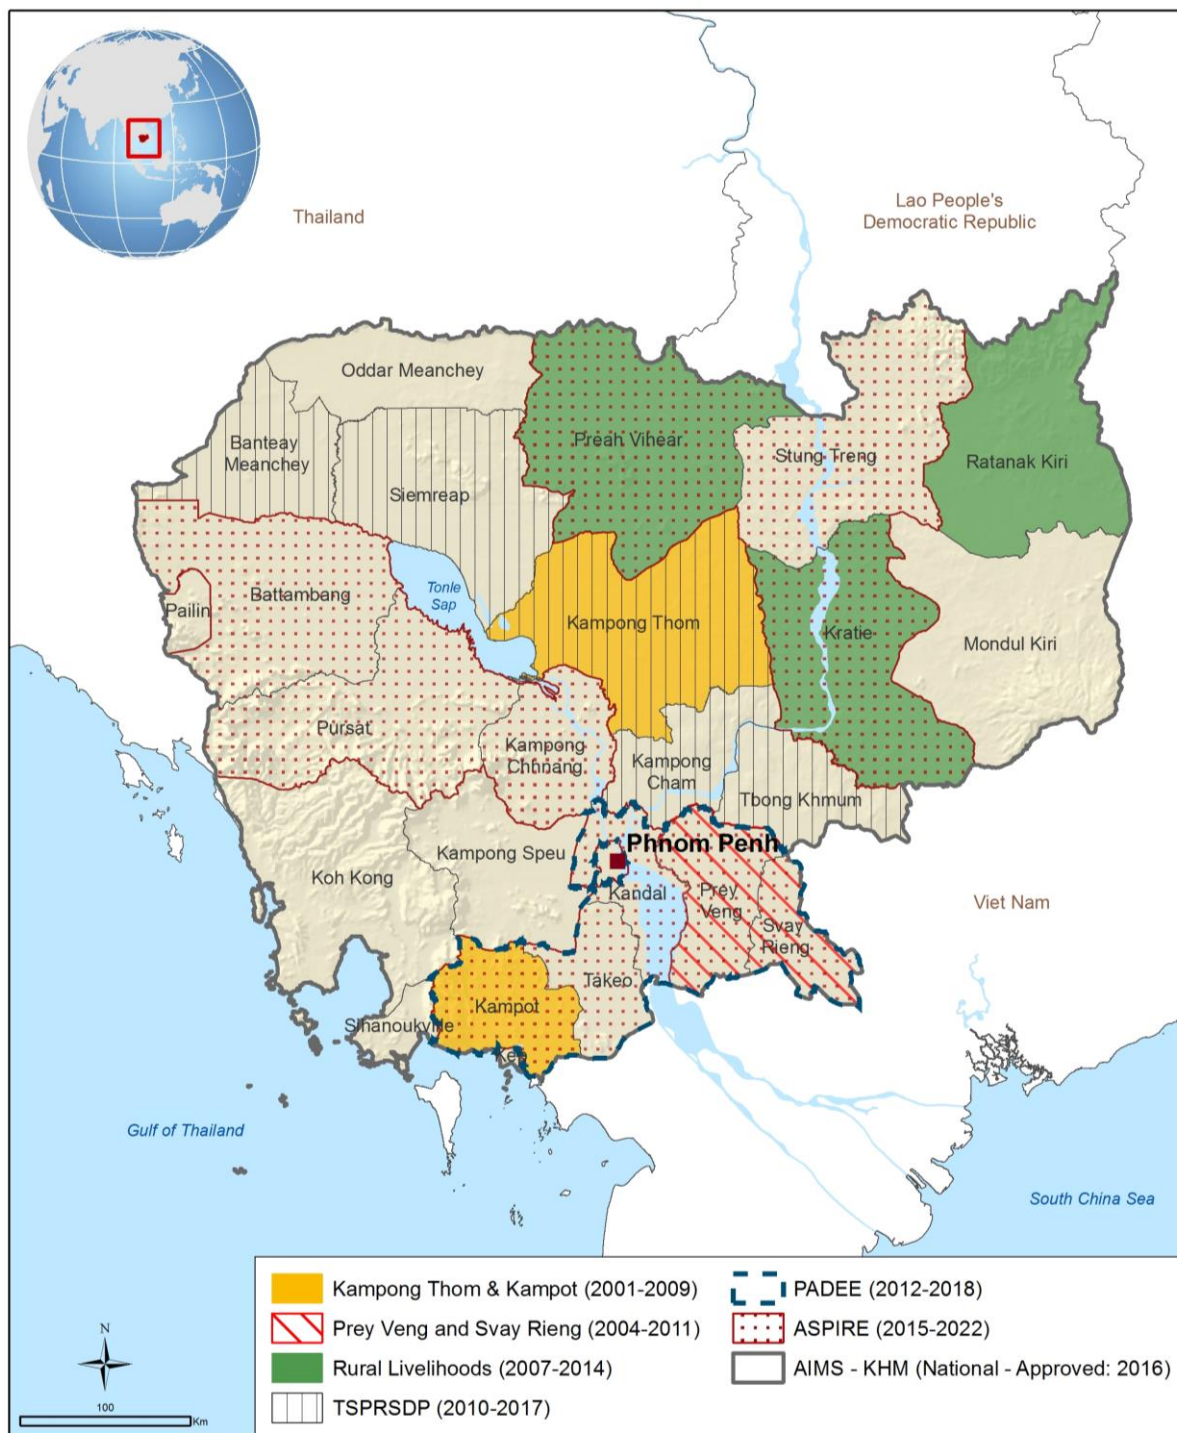 Thailand
Lao People's
Democratic Republic
Oddar Meanchey
Banteay
Meanchey
Siemreap
Preah Vihear
Stung Treng
Ratanak Kiri
Tonle
Sap
Pailin
Battambang
Kampong Thom
Kratie
Mondul Kiri
Pursat
Kampong
Chhnang
Kampong
Cham
Tbong Khmum
Phnom Penh
Kampong Speu
Koh Kong
Kandal
Prey
Veng
Svay
Rieng
Viet Nam
Takeo
Kampot
Sihanoukville
Kep
Gulf of Thailand
South China Sea
Kampong Thom & Kampot (2001-2009)
Prey Veng and Svay Rieng (2004-2011)
Rural Livelihoods (2007-2014)
TSPRSDP (2010-2017)
PADEE (2012-2018)
ASPIRE (2015-2022)
AIMS - KHM (National - Approved: 2016)
N
100
Km